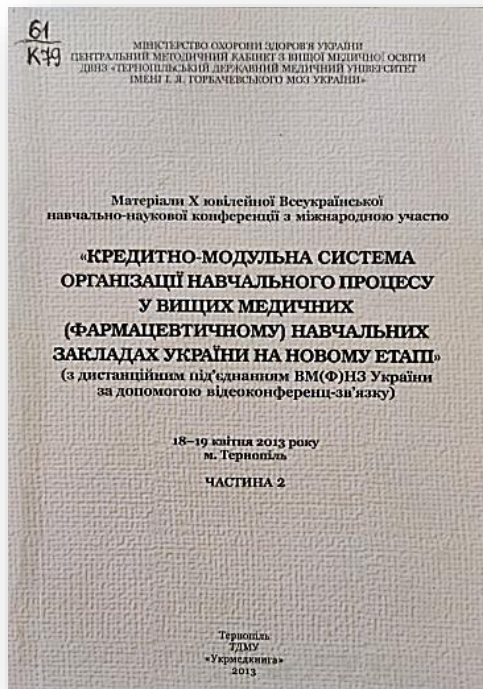 61
К79
МІНІСТЕРСТВО ОХОРОНИ ЗДОРОВ'Я УКРАЇНИ
ЦЕНТРАЛЬНИЙ МЕТОДИЧНИЙ КАБІНЕТ З ВИЩОЇ МЕДИЧНОЇ ОСВІТИ
ДВНЗ «ТЕРНОПІЛЬСЬКИЙ ДЕРЖАВНИЙ МЕДИЧНИЙ УНІВЕРСИТЕТ
ІМЕНІ І. Я. ГОРБАЧЕВСЬКОГО МОЗ УКРАЇНИ»
Матеріали X ювілейної Всеукраїнської
навчально-наукової конференції з міжнародною участю
«КРЕДИТНО-МОДУЛЬНА СИСТЕМА
ОРГАНІЗАЦІЇ НАВЧАЛЬНОГО ПРОЦЕСУ
У ВИЩИХ МЕДИЧНИХ
(ФАРМАЦЕВТИЧНОМУ) НАВЧАЛЬНИХ
ЗАКЛАДАХ УКРАЇНИ НА НОВОМУ ЕТАПІ»
(з дистанційним під'єднанням ВМ(Ф)НЗ України
за допомогою відеоконференц-зв'язку)
18–19 квітня 2013 року
м. Тернопіль
ЧАСТИНА 2
Тернопіль
ТДМУ
«Укрмедкнига»
2013